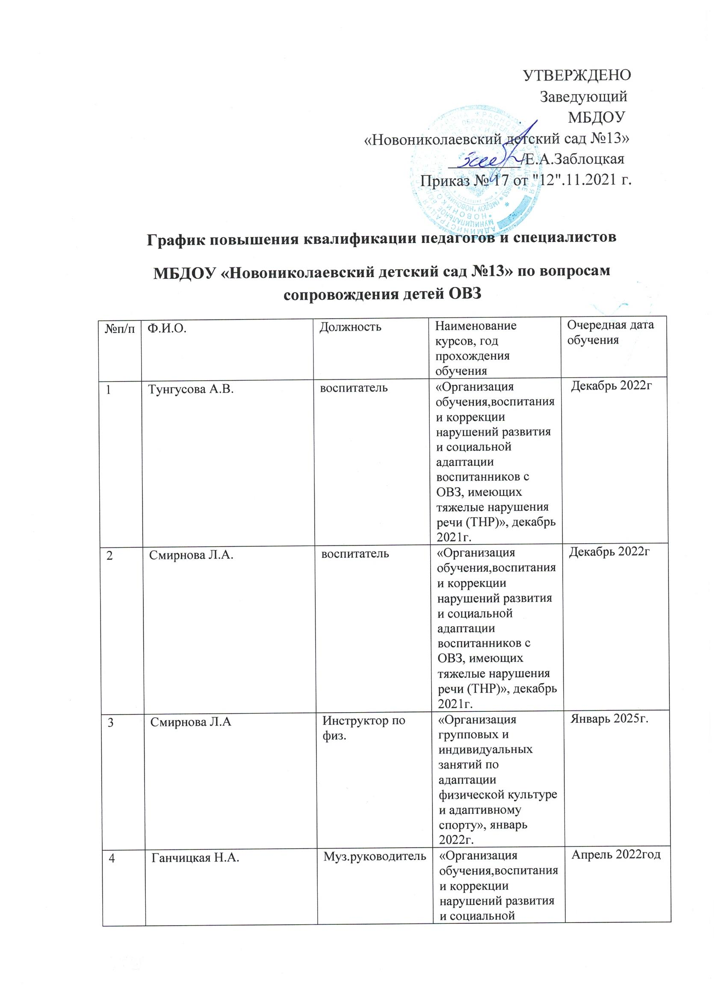 УТВЕРЖДЕНО
Заведующий
МБДОУ
«Новониколаевский детский сад №13»
/Е.А.Заблоцкая
Приказ № 17 от "12".11.2021 г.
График повышения квалификации педагогов и специалистов
МБДОУ «Новониколаевский детский сад №13» по вопросам
сопровождения детей ОВЗ
№п/п
Ф.И.О.
Должность
Наименование
курсов, год
прохождения
обучения
Очередная дата
обучения
1
Тунгусова А.В.
воспитатель
«Организация
обучения,воспитания
и коррекции
нарушений развития
и социальной
адаптации
воспитанников с
ОВЗ, имеющих
тяжелые нарушения
речи (ТНР)», декабрь
2021г.
Декабрь 2022г
2
Смирнова Л.А.
воспитатель
«Организация
обучения,воспитания
и коррекции
нарушений развития
и социальной
адаптации
воспитанников с
ОВЗ, имеющих
тяжелые нарушения
речи (ТНР)», декабрь
2021г.
Декабрь 2022г
3
Смирнова Л.А
Инструктор по
физ.
«Организация
групповых и
индивидуальных
занятий по
адаптации
физической культуре
и адаптивному
спорту», январь
2022г.
Январь 2025г.
4
Ганчицкая Н.А.
Муз.руководитель
«Организация
обучения,воспитания
и коррекции
нарушений развития
и социальной
Апрель 2022год